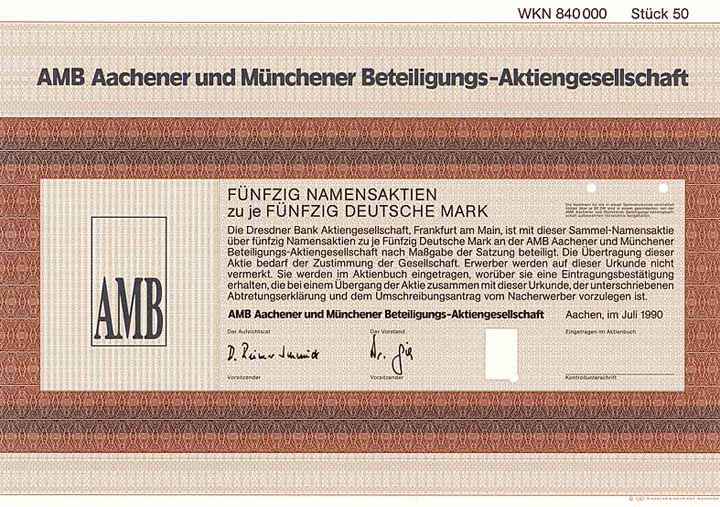 WKN 840 000 Stück 50
AMB Aachener und Münchener Beteiligungs-Aktiengesellschaft
FÜNFZIG NAMENSAKTIEN
zu je FÜNFZIG DEUTSCHE MARK
Die Dresdner Bank Aktiengesellschaft, Frankfurt am Main, ist mit dieser Sammel-Namensaktie
über fünfzig Namensaktien zu je Fünfzig Deutsche Mark an der AMB Aachener und Münchener
Beteiligungs-Aktiengesellschaft nach Maßgabe der Satzung beteiligt. Die Übertragung dieser
Aktie bedarf der Zustimmung der Gesellschaft. Erwerber werden auf dieser Urkunde nicht
vermerkt. Sie werden im Aktienbuch eingetragen, worüber sie eine Eintragungsbestätigung
erhalten, die bei einem Übergang der Aktie zusammen mit dieser Urkunde, der unterschriebenen
Abtretungserklärung und dem Umschreibungsantrag vom Nacherwerber vorzulegen ist.
AMB Aachener und Münchener Beteiligungs-Aktiengesellschaft Aachen, im Juli 1990
Der Aufsichtsrat Der Vorstand Eingetragen im Aktienbuch
Vorsitzender Vorsitzender Kontrollunterschrift
AMB